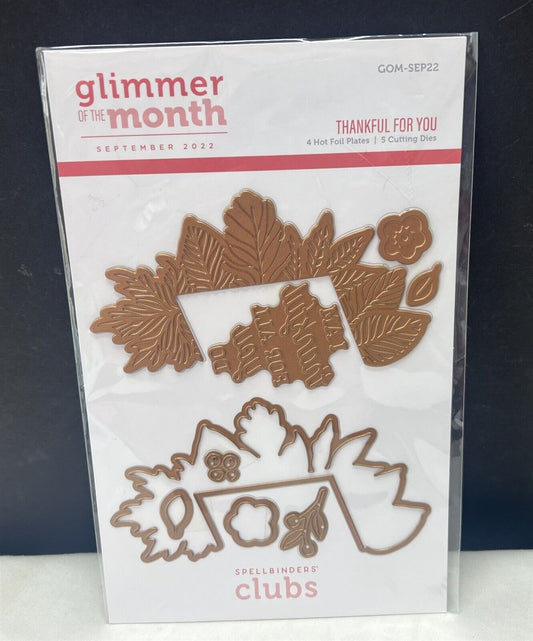 GOM-SEP22
glimmer
OF THE month
SEPTEMBER 2022
THANKFUL FOR YOU
4 Hot Foil Plates | 5 Cutting Dies
SPELLBINDERS®
clubs